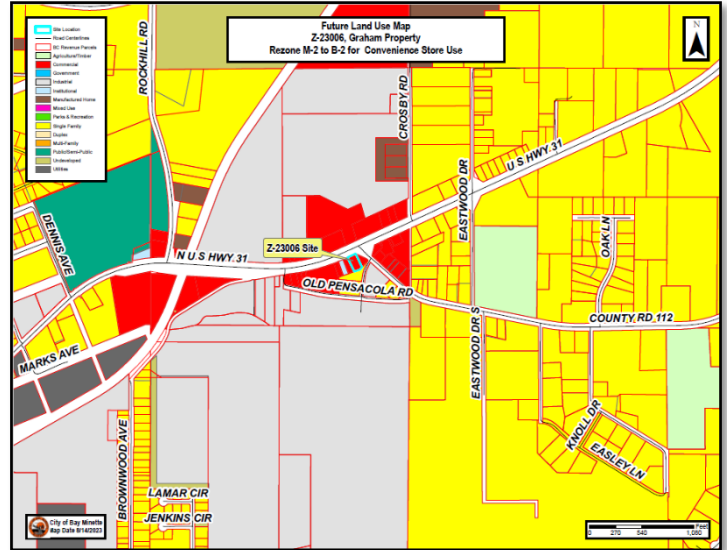 Future Land Use Map
Z-23006, Graham Property
Rezone M-2 to B-2 for Convenience Store Use
N
Site Location
Road Centerlines
BC Revenue Parcels
Agriculture/Timber
Commercial
Government
Industrial
Institutional
Manufactured Home
Mixed Use
Parks & Recreation
Single Family
Duplex
Multi-Family
Public/Semi-Public
Undeveloped
Utilities
ROCKHILL RD
CROSBY RD
U S HWY 31
EASTWOOD DR
OAK LN
DENNIS AVE
N U S HWY 31
Z-23006 Site
OLD PENSACOLA RD
COUNTY RD 112
EASTWOOD DR S
MARKS AVE
BROWNWOOD AVE
KNOLL DR
EASLEY LN
LAMAR CIR
JENKINS CIR
City of Bay Minette
Map Date 8/14/2023
Feet
0 270 540 1,080